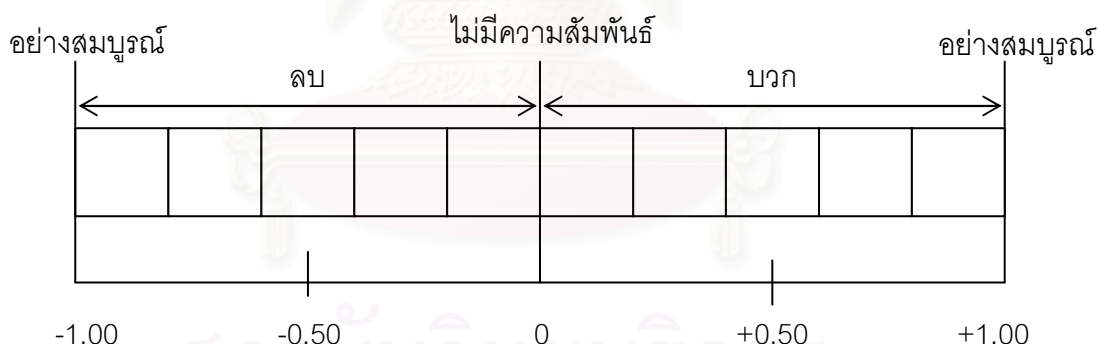 อย่างสมบูรณ์ ไม่มีความสัมพันธ์ อย่างสมบูรณ์
ลบ บวก
-1.00 -0.50 0 +0.50 +1.00